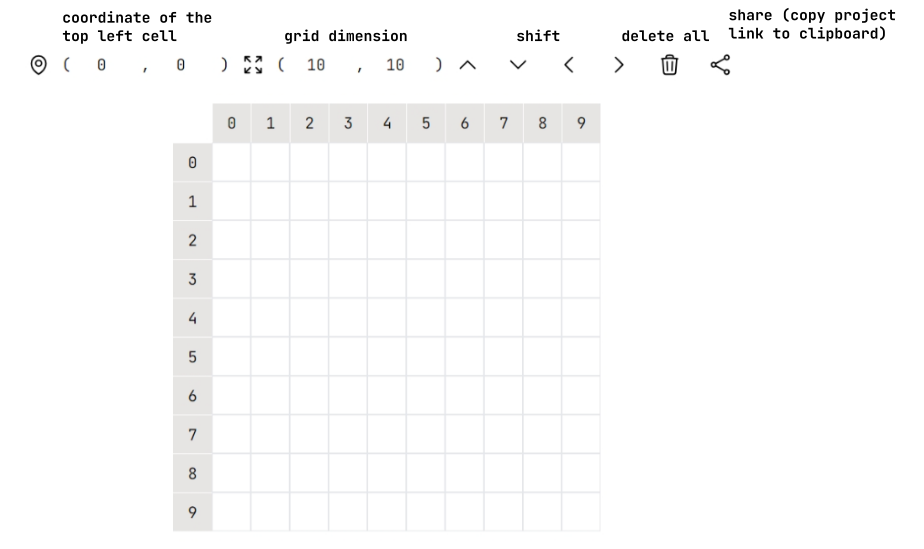 coordinate of the
top left cell
grid dimension
shift
delete all
share (copy project
link to clipboard)
( 0 , 0 ) ( 10 , 10 )
0 1 2 3 4 5 6 7 8 9
0
1
2
3
4
5
6
7
8
9